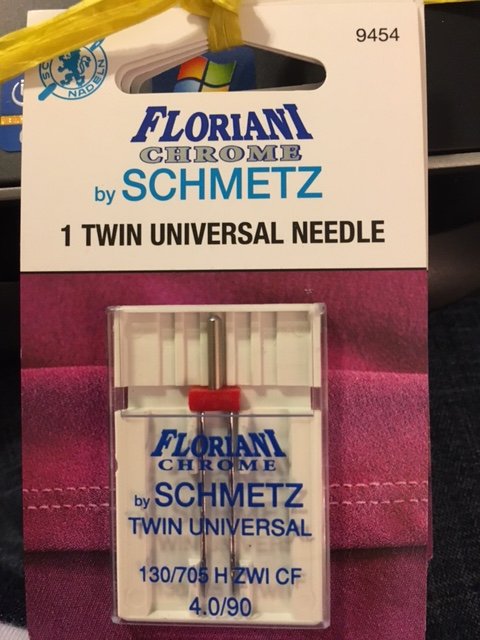 9454
NADELN
FLORIANI
CHROME
by SCHMETZ
1 TWIN UNIVERSAL NEEDLE
FLORIANI
CHROME
by SCHMETZ
TWIN UNIVERSAL
130/705 H ZWI CF
4.0/90